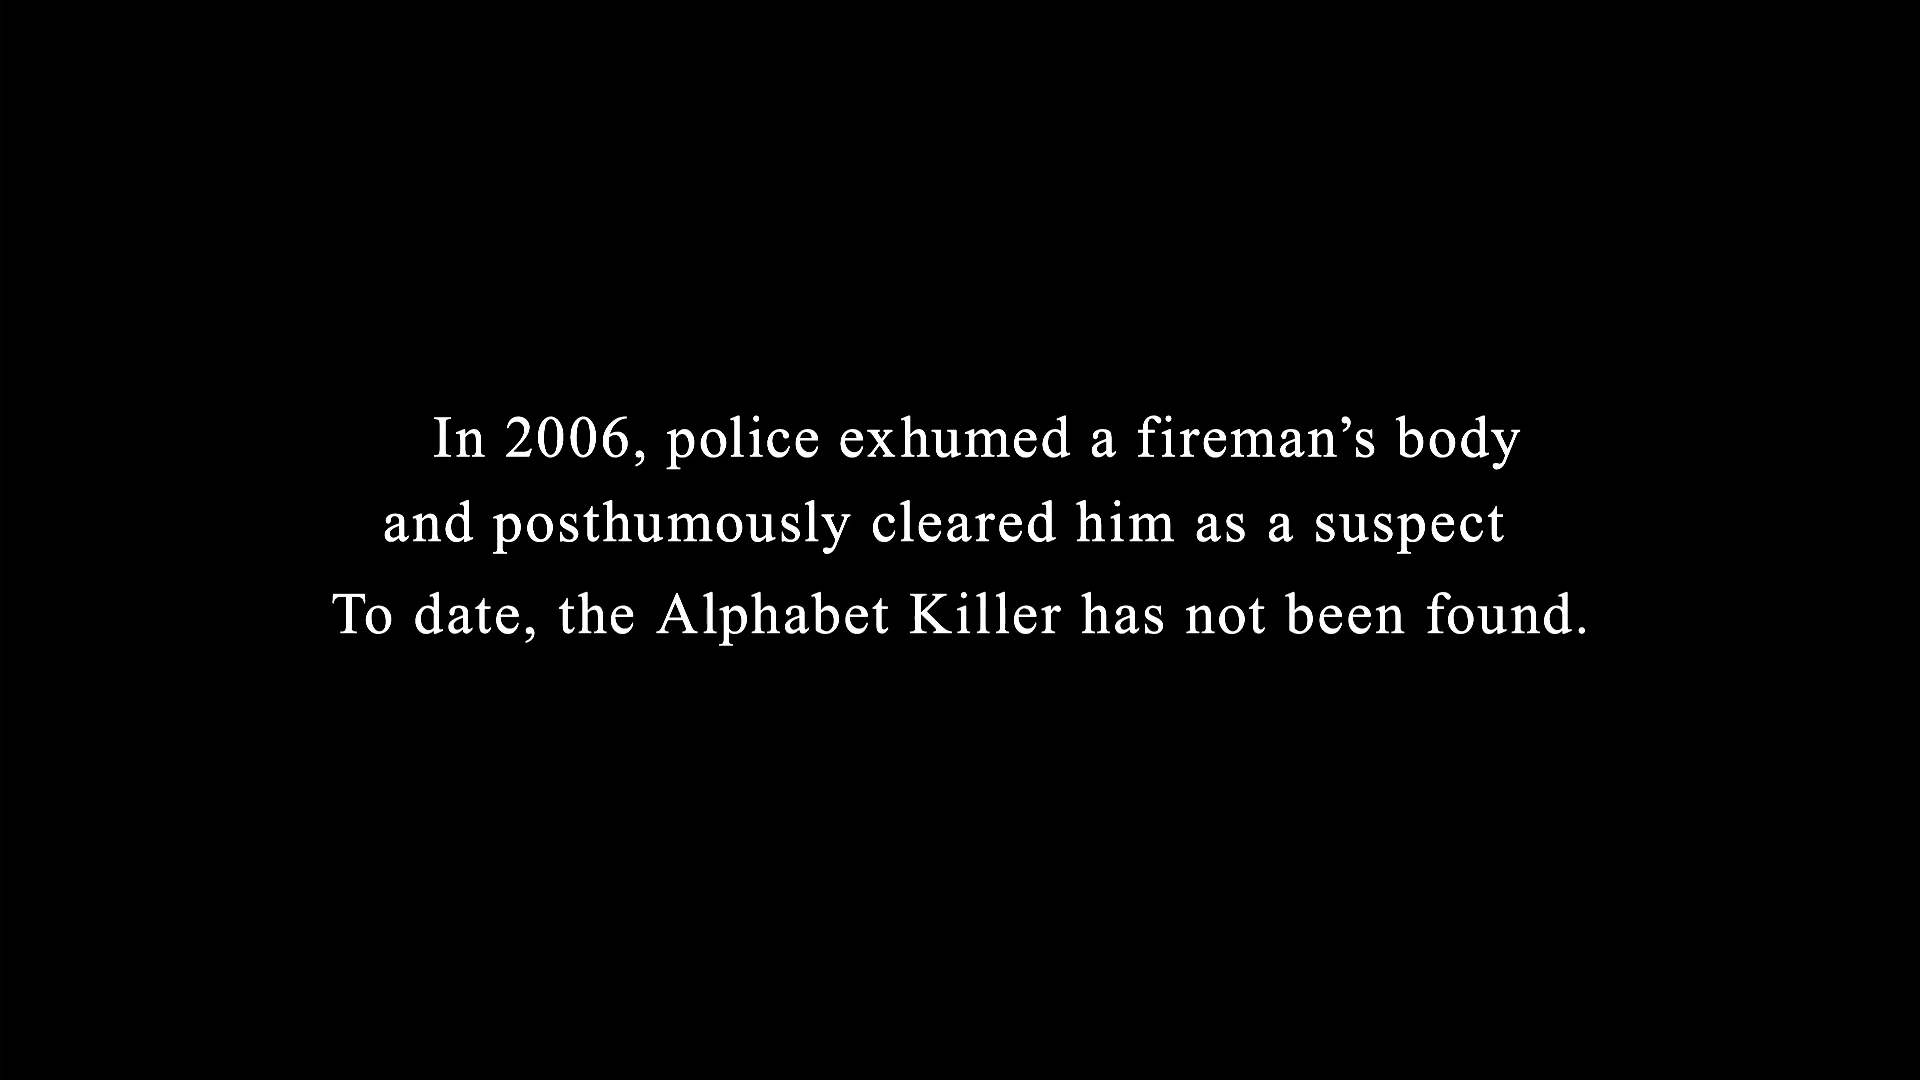 In 2006, police exhumed a fireman’s body
and posthumously cleared him as a suspect
To date, the Alphabet Killer has not been found.